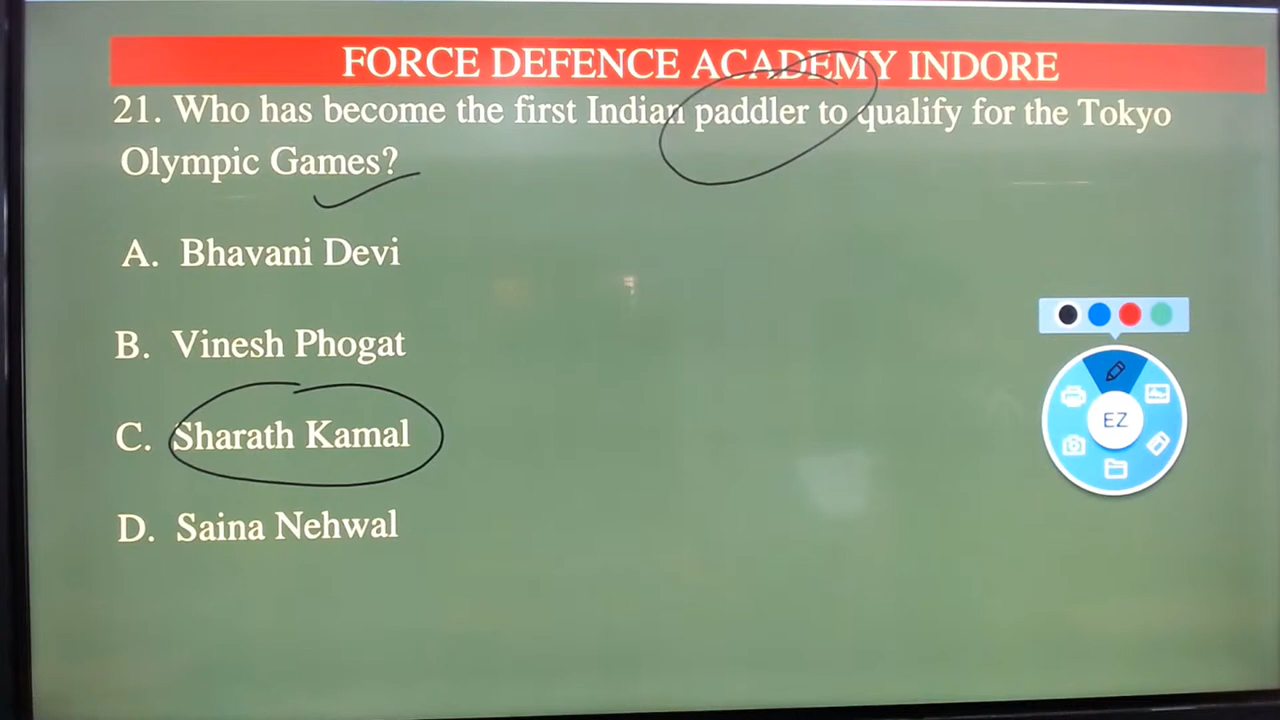 FORCE DEFENCE ACADEMY INDORE
21. Who has become the first Indian paddler to qualify for the Tokyo
Olympic Games?
A. Bhavani Devi
B. Vinesh Phogat
C. Sharath Kamal
D. Saina Nehwal
EZ